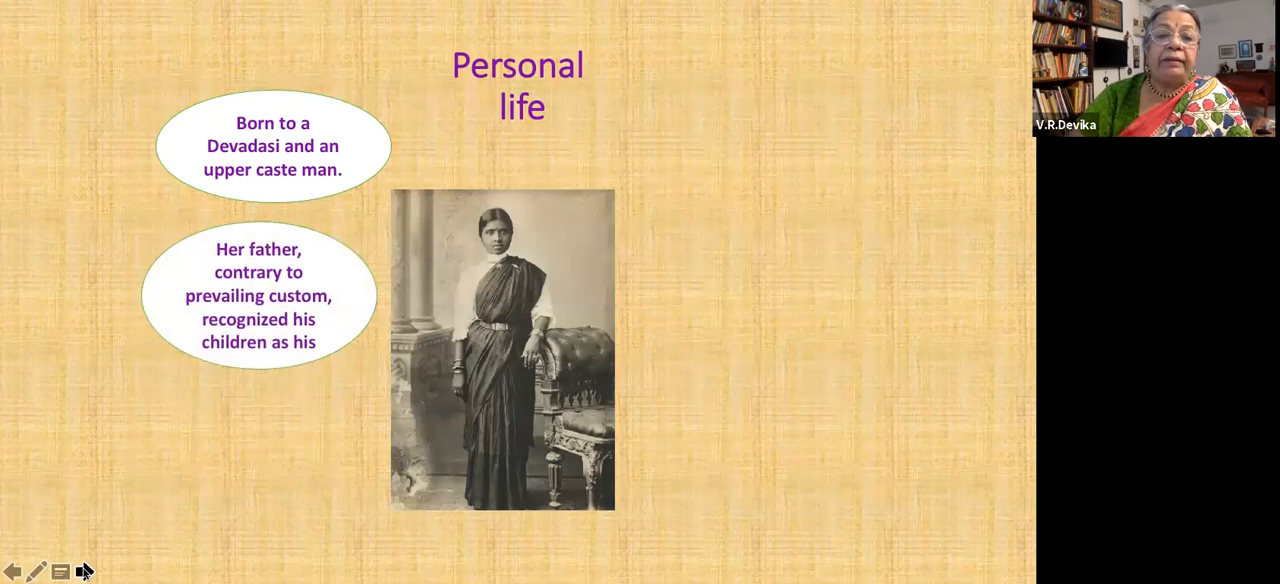 Personal
life
Born to a
Devadasi and an
upper caste man.
Her father,
contrary to
prevailing custom,
recognized his
children as his
V.R.Devika